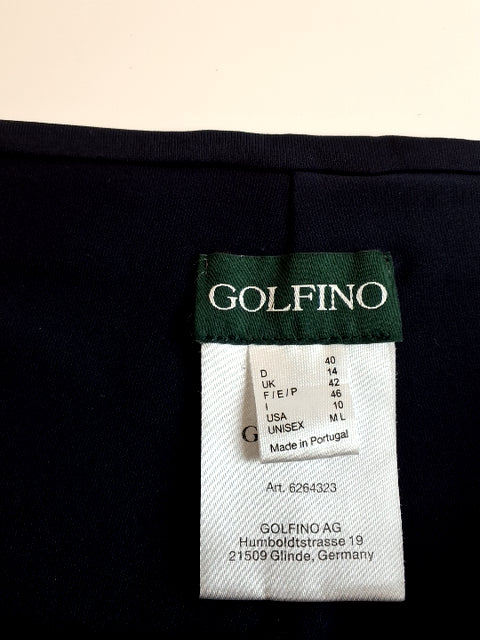 GOLFINO
D 40
UK 14
F/E/P 42
I 46
USA 10
UNISEX ML
Made in Portugal
G
Art. 6264323
GOLFINO AG
Humboldtstrasse 19
21509 Glinde, Germany